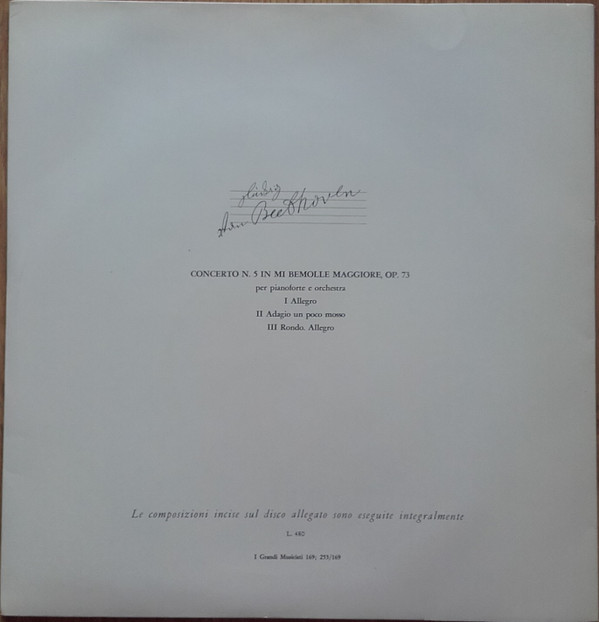 Ludwig
van Beethoven
CONCERTO N. 5 IN MI BEMOLLE MAGGIORE, OP. 73
per pianoforte e orchestra
I Allegro
II Adagio un poco mosso
III Rondo. Allegro
Le composizioni incise sul disco allegato sono eseguite integralmente
L. 480
I Grandi Musicisti 169; 255/169